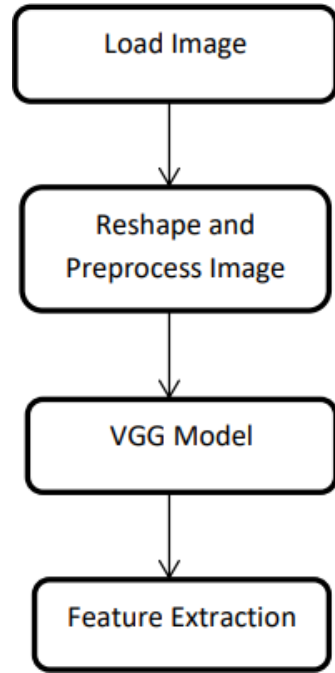 Load Image
Reshape and
Preprocess Image
VGG Model
Feature Extraction